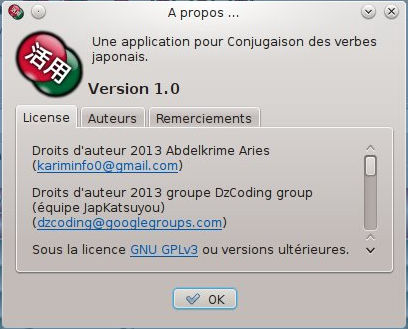 A propos ...
活用
Une application pour Conjugaison des verbes
japonais.
Version 1.0
License Auteurs Remerciements
Droits d'auteur 2013 Abdelkrime Aries
(kariminfo0@gmail.com)
Droits d'auteur 2013 groupe DzCoding group
(équipe JapKatsuyou)
(dzcoding@googlegroups.com)
Sous la licence GNU GPLv3 ou versions ultérieures.
OK